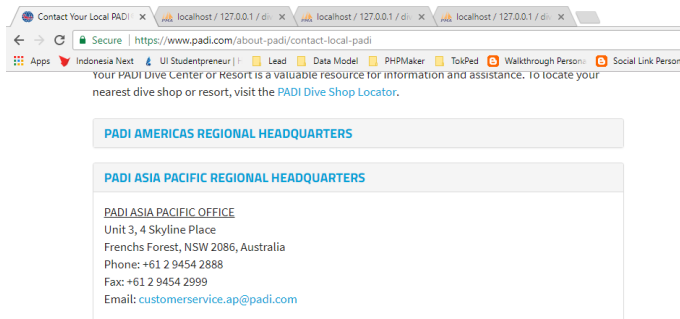 Contact Your Local PADI
localhost / 127.0.0.1 / div
localhost / 127.0.0.1 / div
localhost / 127.0.0.1 / div
Secure | https://www.padi.com/about-padi/contact-local-padi
Apps Indonesia Next UI Studentpreneur | Lead Data Model PHPMaker TokPed Walkthrough Persona Social Link Person
Your PADI Dive Center or Resort is a valuable resource for information and assistance. To locate your
nearest dive shop or resort, visit the PADI Dive Shop Locator.
PADI AMERICAS REGIONAL HEADQUARTERS
PADI ASIA PACIFIC REGIONAL HEADQUARTERS
PADI ASIA PACIFIC OFFICE
Unit 3, 4 Skyline Place
Frenchs Forest, NSW 2086, Australia
Phone: +61 2 9454 2888
Fax: +61 2 9454 2999
Email: customerservice.ap@padi.com